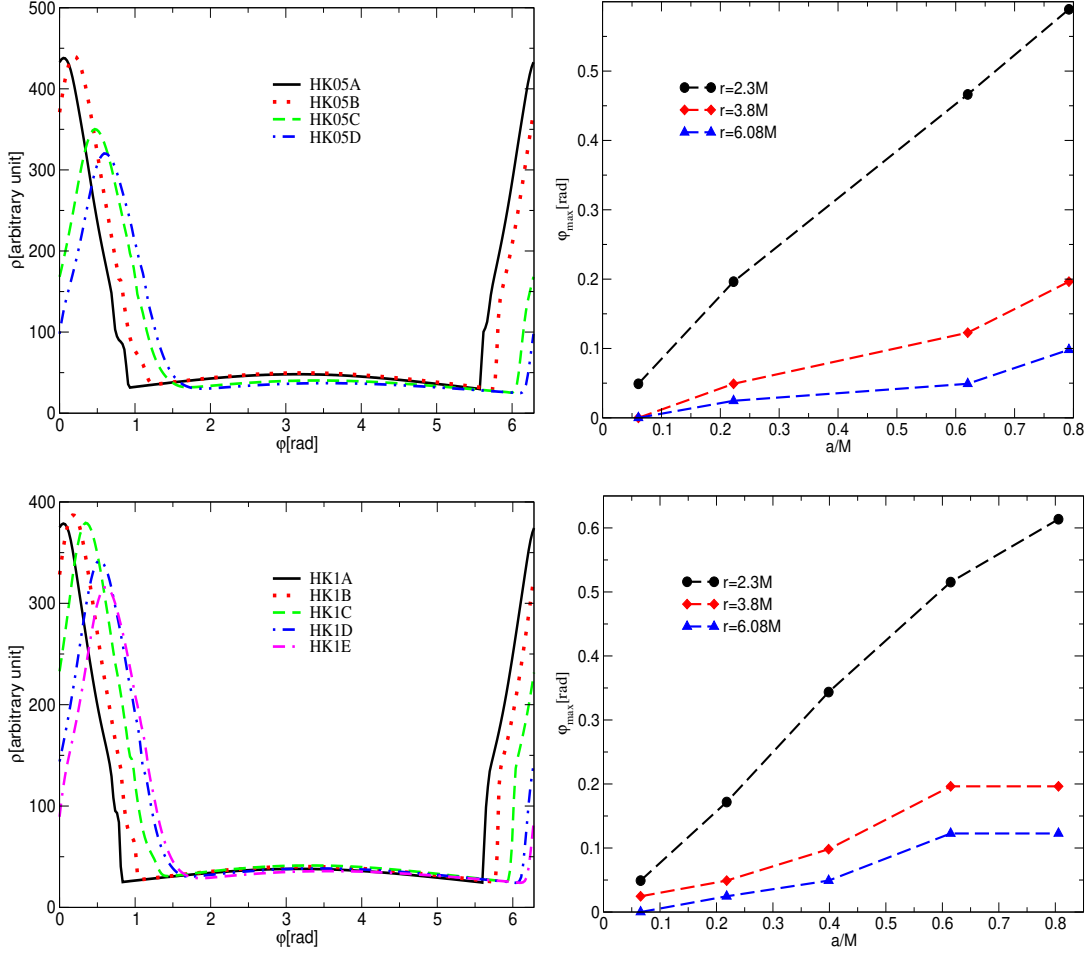 500
400
300
200
100
0
ρ[arbitrary unit]
0
1
2
3
4
5
6
φ[rad]
HK05A
HK05B
HK05C
HK05D
0.5
0.4
0.3
0.2
0.1
0
φmax[rad]
0.1
0.2
0.3
0.4
0.5
0.6
0.7
0.8
a/M
r=2.3M
r=3.8M
r=6.08M
400
300
200
100
0
ρ[arbitrary unit]
0
1
2
3
4
5
6
φ[rad]
HK1A
HK1B
HK1C
HK1D
HK1E
0.6
0.5
0.4
0.3
0.2
0.1
0
φmax[rad]
0.1
0.2
0.3
0.4
0.5
0.6
0.7
0.8
a/M
r=2.3M
r=3.8M
r=6.08M